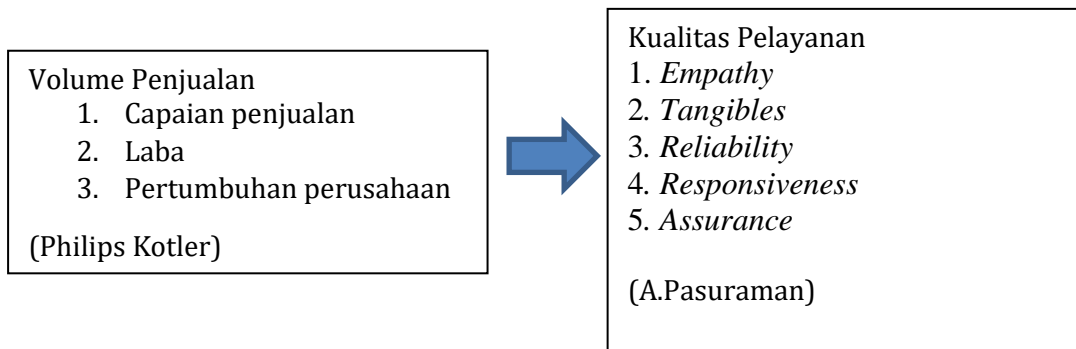 Volume Penjualan
1. Capaian penjualan
2. Laba
3. Pertumbuhan perusahaan
(Philips Kotler)
Kualitas Pelayanan
1. Empathy
2. Tangibles
3. Reliability
4. Responsiveness
5. Assurance
(A.Pasuraman)